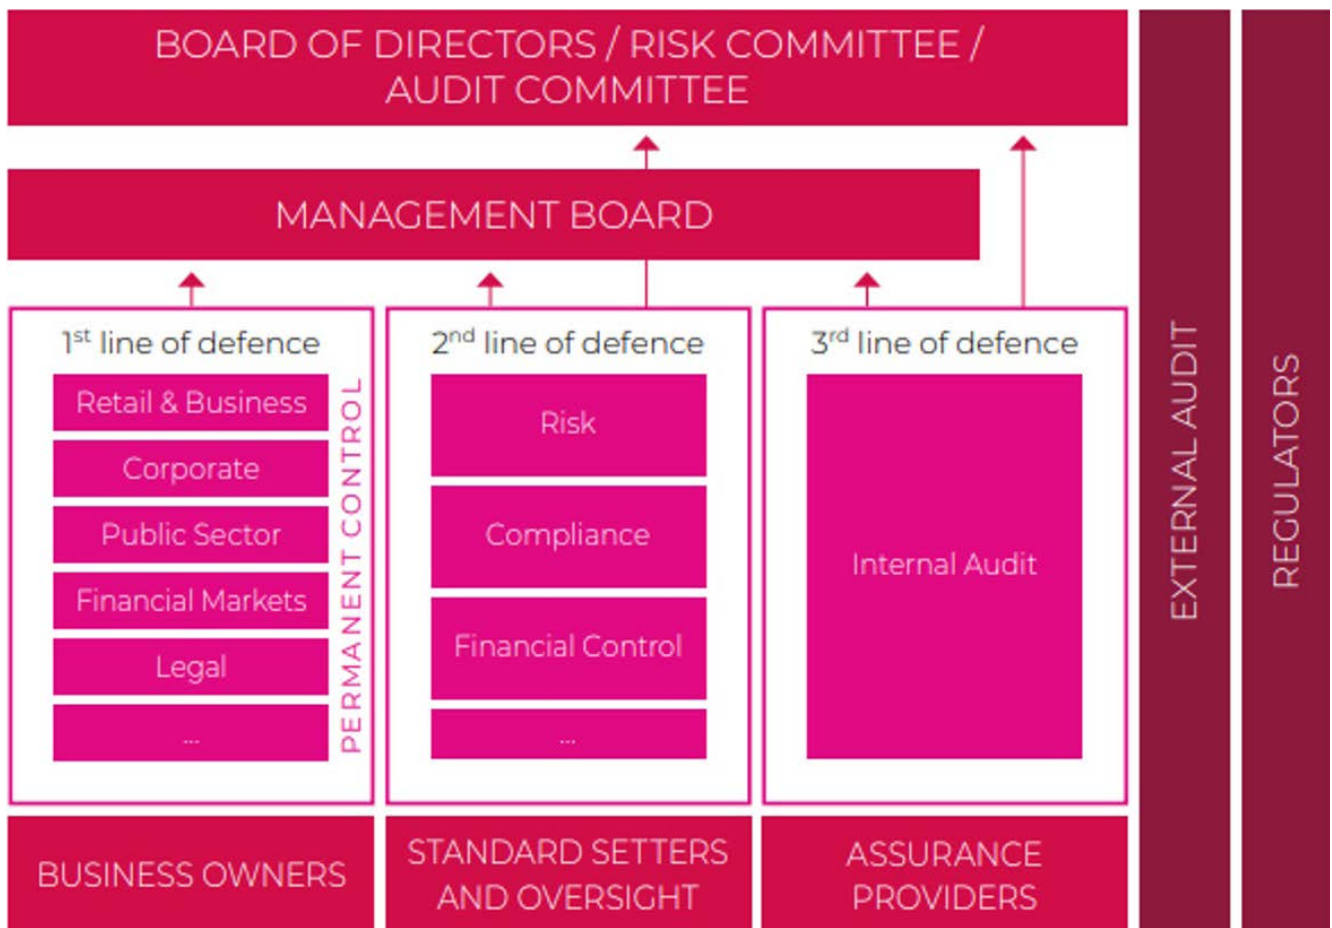 BOARD OF DIRECTORS / RISK COMMITTEE /
AUDIT COMMITTEE
MANAGEMENT BOARD
1st line of defence
Retail & Business
Corporate
Public Sector
Financial Markets
Legal
...
PERMANENT CONTROL
BUSINESS OWNERS
2nd line of defence
Risk
Compliance
Financial Control
...
STANDARD SETTERS
AND OVERSIGHT
3rd line of defence
Internal Audit
ASSURANCE
PROVIDERS
EXTERNAL AUDIT
REGULATORS